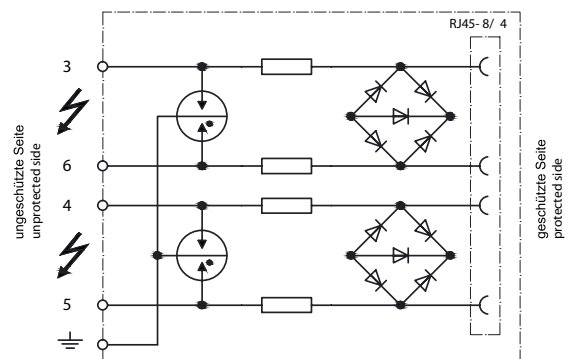 RJ45- 8/ 4
3
6
4
5
ungeschützte Seite
unprotected side
geschützte Seite
protected side